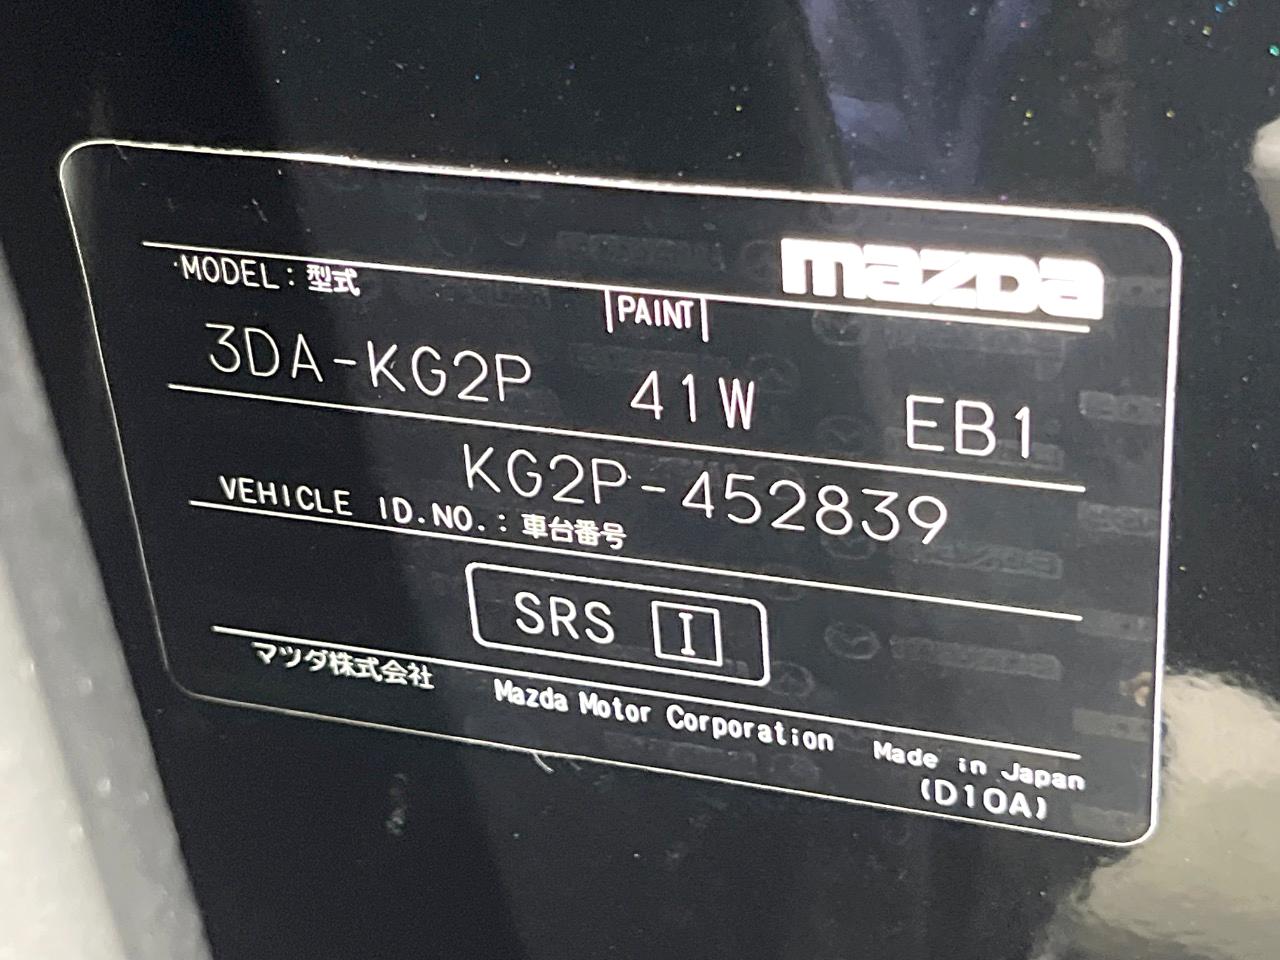 mazda
MODEL：型式
PAINT
3DA-KG2P 41W EB1
KG2P-452839
VEHICLE ID.NO.：車台番号
SRS I
マツダ株式会社 Mazda Motor Corporation Made in Japan
(D10A)